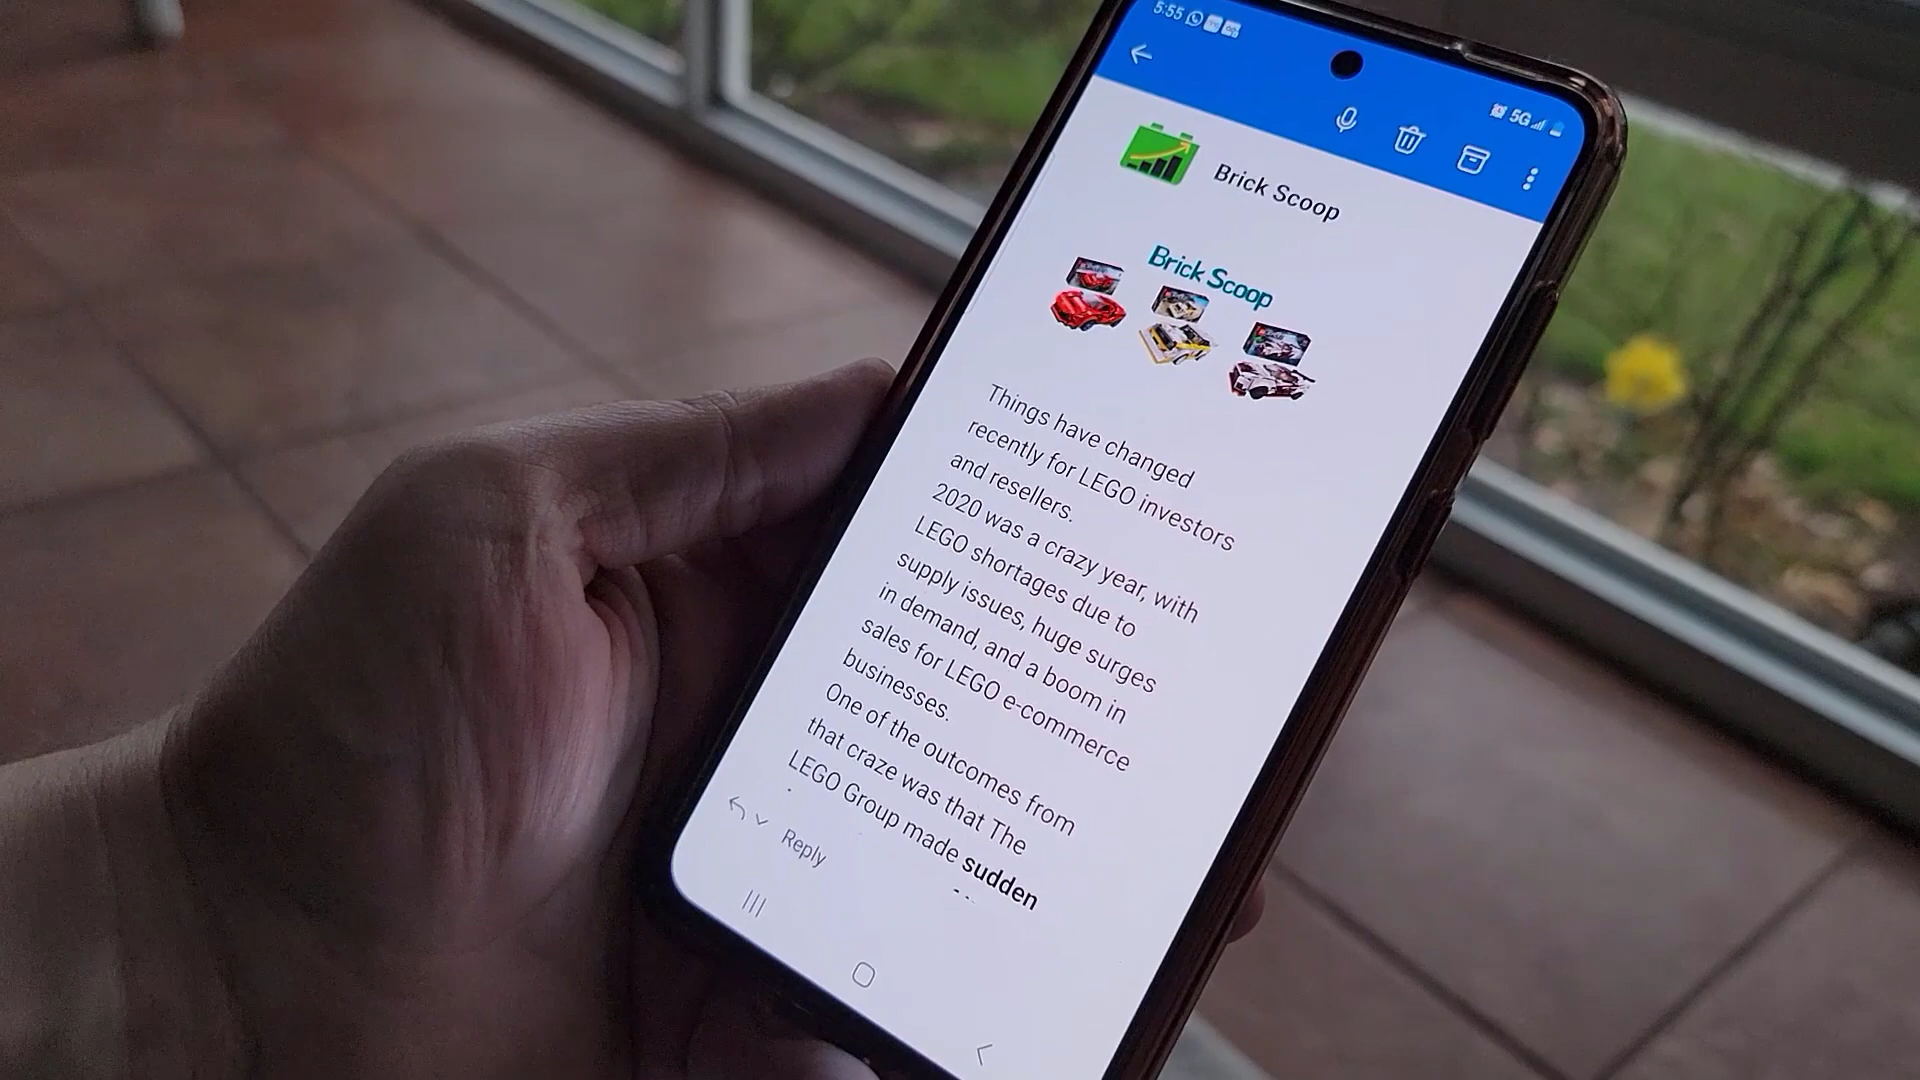 5:55
5G
Brick Scoop
Brick Scoop
Things have changed
recently for LEGO investors
and resellers.
2020 was a crazy year, with
LEGO shortages due to
supply issues, huge surges
in demand, and a boom in
sales for LEGO e-commerce
businesses.
One of the outcomes from
that craze was that The
LEGO Group made sudden
Reply